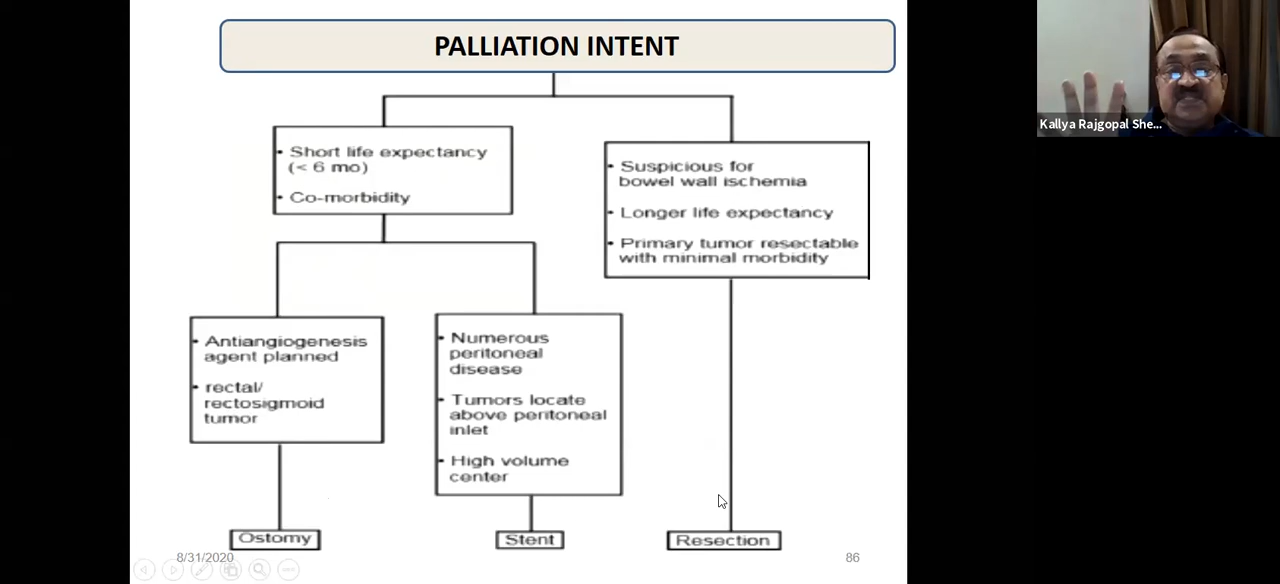 PALLIATION INTENT
Kallya Rajgopal She...
• Short life expectancy
(< 6 mo)
• Co-morbidity
• Suspicious for
bowel wall ischemia
• Longer life expectancy
• Primary tumor resectable
with minimal morbidity
• Antiangiogenesis
agent planned
• rectal/
rectosigmoid
tumor
• Numerous
peritoneal
disease
• Tumors locate
above peritoneal
inlet
• High volume
center
Ostomy
Stent
Resection
8/31/2020
86